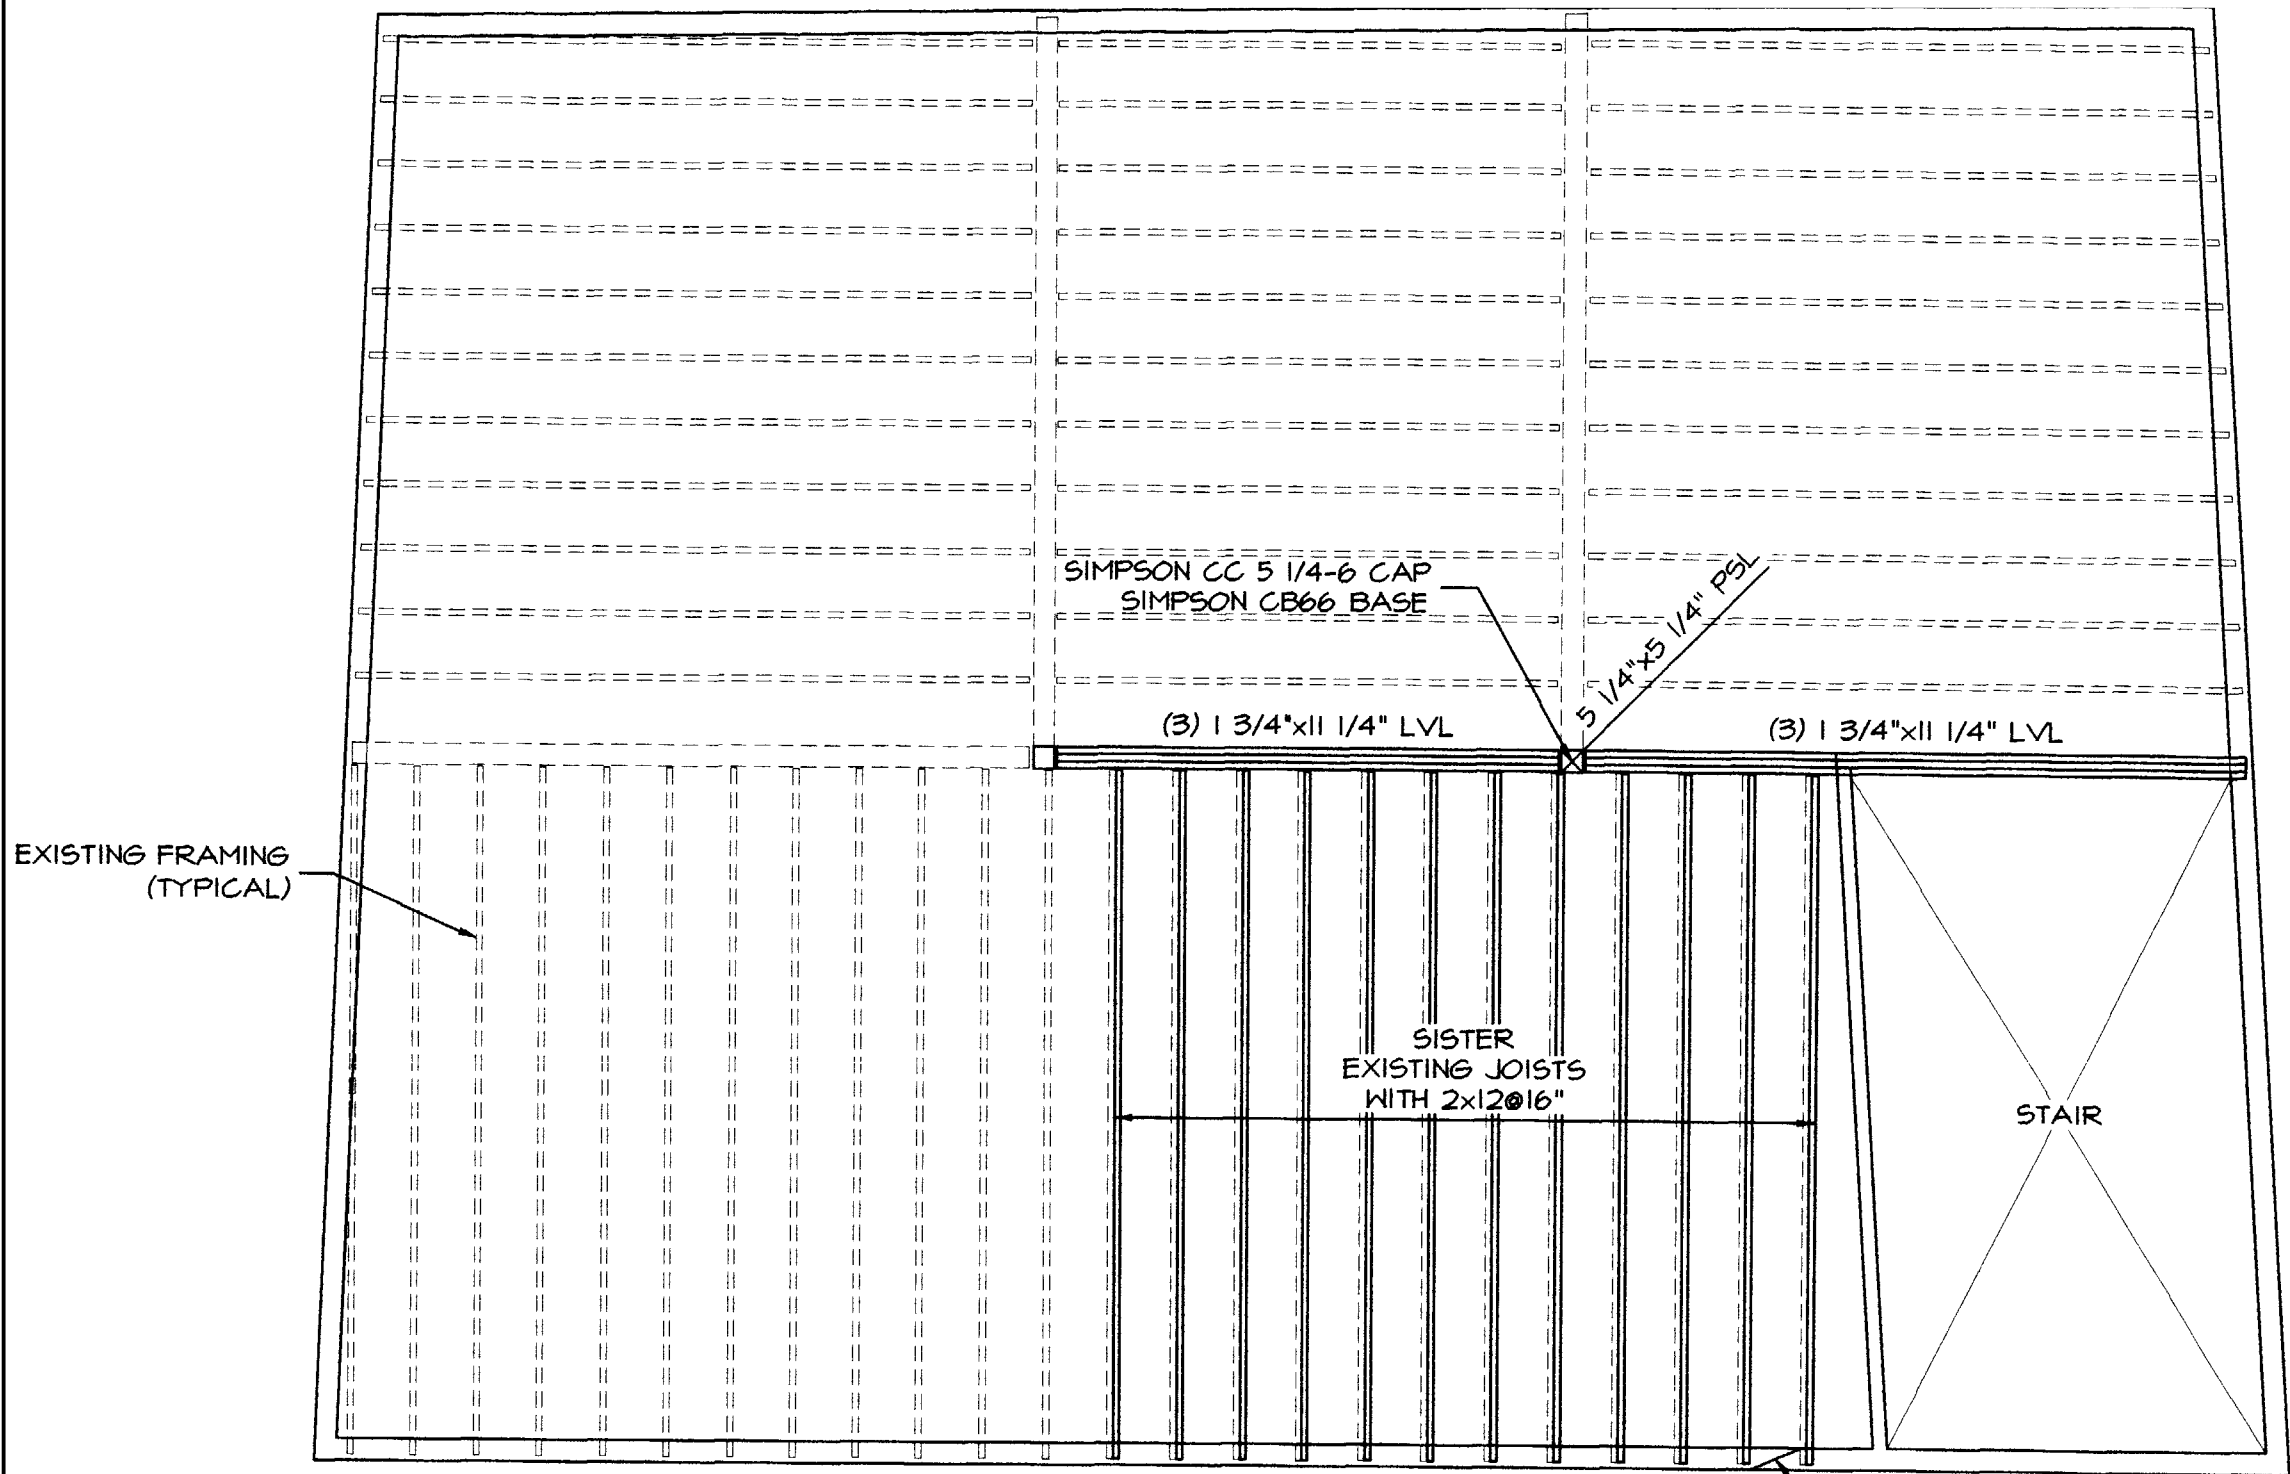 SIMPSON CC 5 1/4-6 CAP
SIMPSON CB66 BASE
5 1/4"x5 1/4" PSL
(3) 1 3/4"x11 1/4" LVL
(3) 1 3/4"x11 1/4" LVL
EXISTING FRAMING
(TYPICAL)
SISTER
EXISTING JOISTS
WITH 2x12@16"
STAIR